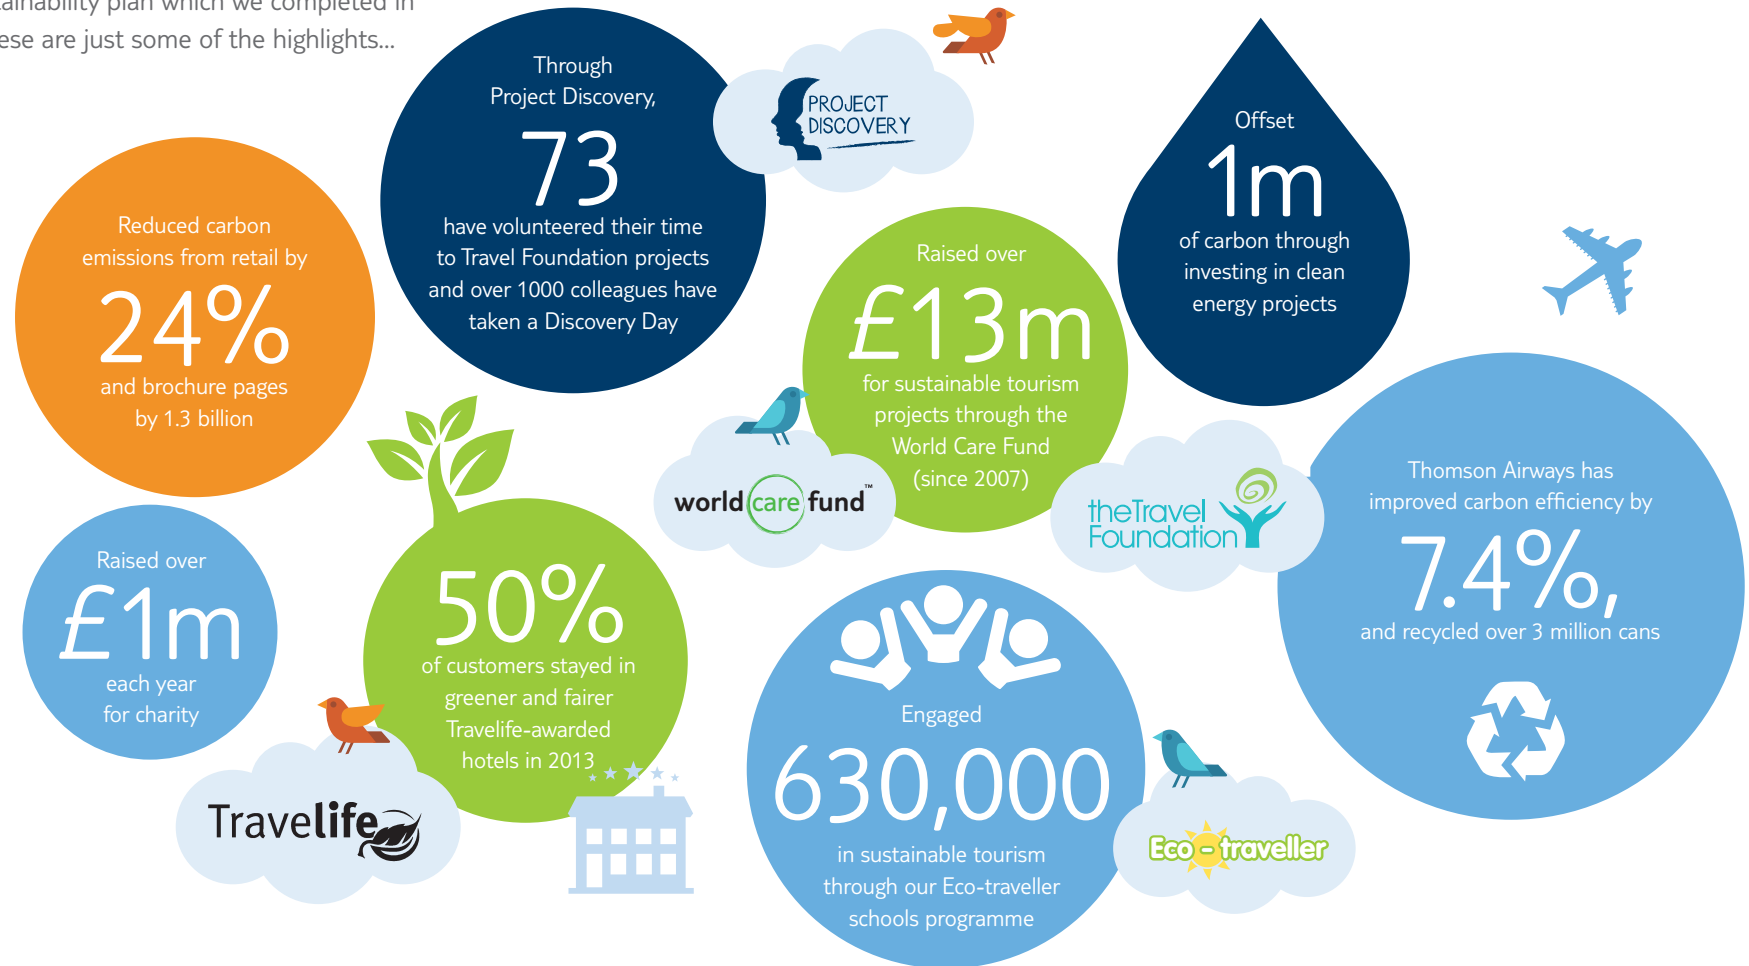 which we completed in
are just some of the highlights...
Through
Project Discovery,
73
have volunteered their time
to Travel Foundation projects
and over 1000 colleagues have
taken a Discovery Day
PROJECT
DISCOVERY
Offset
1m
of carbon through
investing in clean
energy projects
Reduced carbon
emissions from retail by
24%
and brochure pages
by 1.3 billion
Raised over
£13m
for sustainable tourism
projects through the
World Care Fund
(since 2007)
world care fund™
theTravel
Foundation
Thomson Airways has
improved carbon efficiency by
7.4%,
and recycled over 3 million cans
Raised over
£1m
each year
for charity
50%
of customers stayed in
greener and fairer
Travelife-awarded
hotels in 2013
Travelife
Engaged
630,000
in sustainable tourism
through our Eco-traveller
schools programme
Eco-traveller